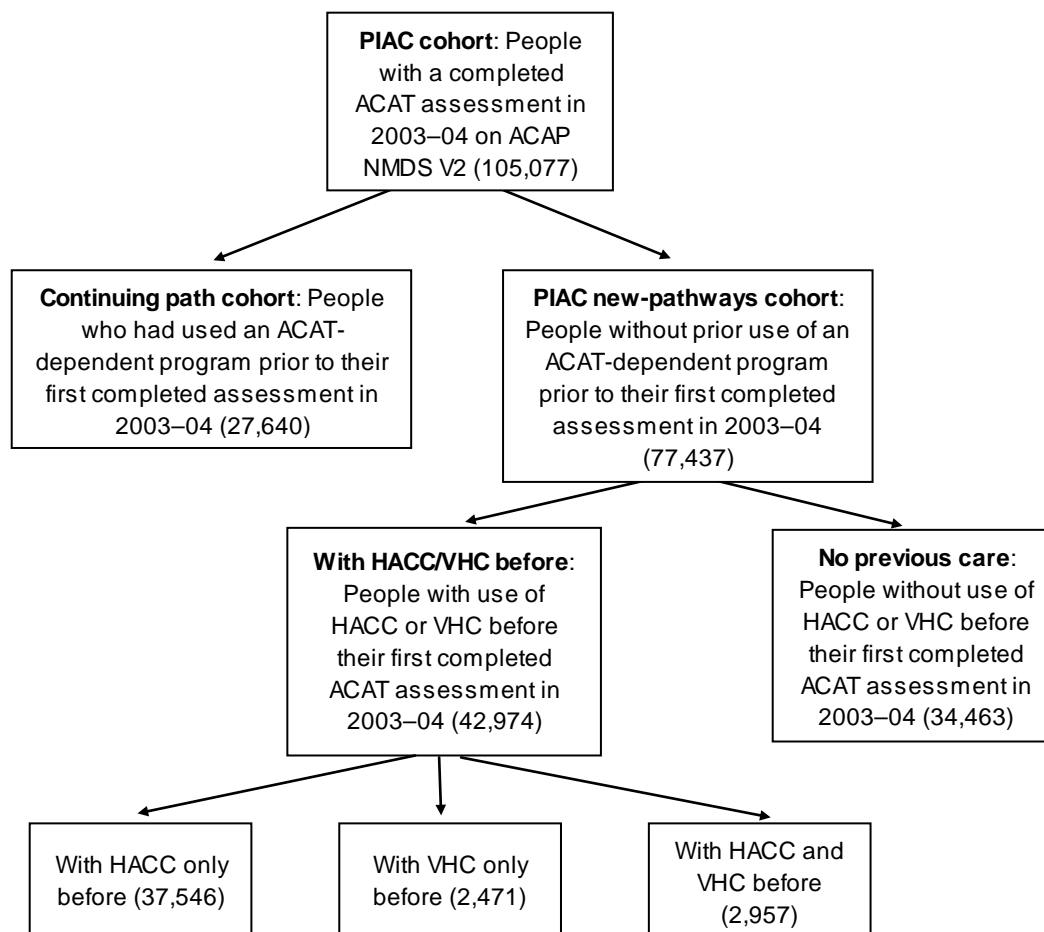 PIAC cohort: People
with a completed
ACAT assessment in
2003–04 on ACAP
NMDS V2 (105,077)
Continuing path cohort: People
who had used an ACAT-
dependent program prior to their
first completed assessment in
2003–04 (27,640)
PIAC new-pathways cohort:
People without prior use of an
ACAT-dependent program
prior to their first completed
assessment in 2003–04
(77,437)
With HACC/VHC before:
People with use of
HACC or VHC before
their first completed
ACAT assessment in
2003–04 (42,974)
No previous care:
People without use of
HACC or VHC before
their first completed
ACAT assessment in
2003–04 (34,463)
With HACC only
before (37,546)
With VHC only
before (2,471)
With HACC and
VHC before
(2,957)